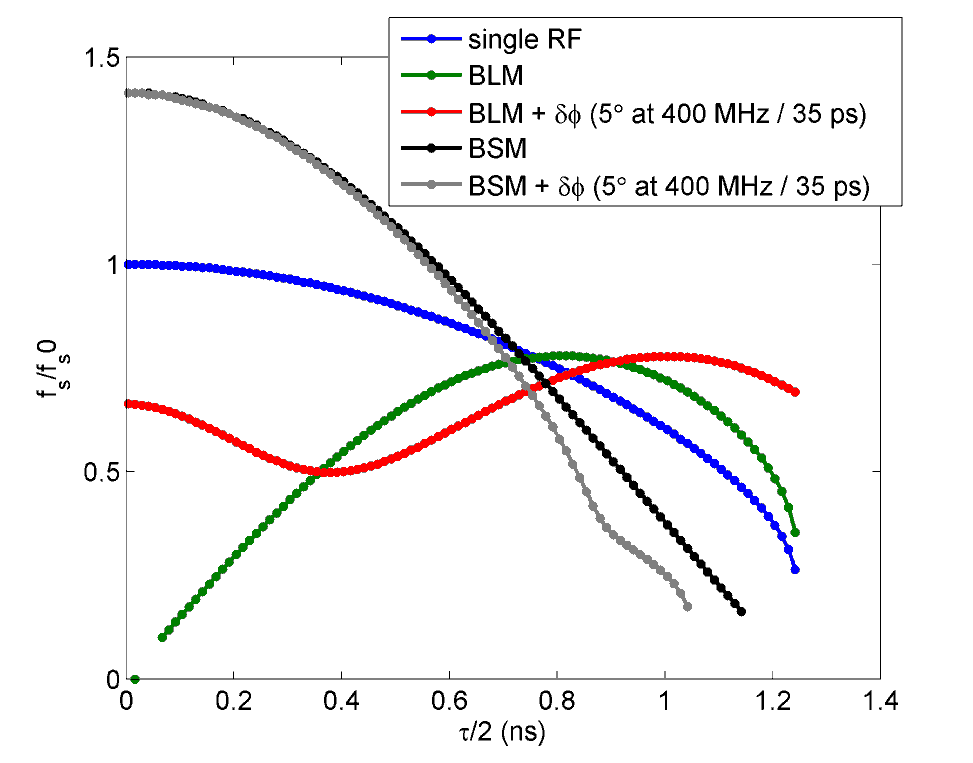 single RF
BLM
BLM + δϕ (5° at 400 MHz / 35 ps)
BSM
BSM + δϕ (5° at 400 MHz / 35 ps)
1.5
1
0.5
0
f_s/f_s0
0 0.2 0.4 0.6 0.8 1 1.2 1.4
τ/2 (ns)